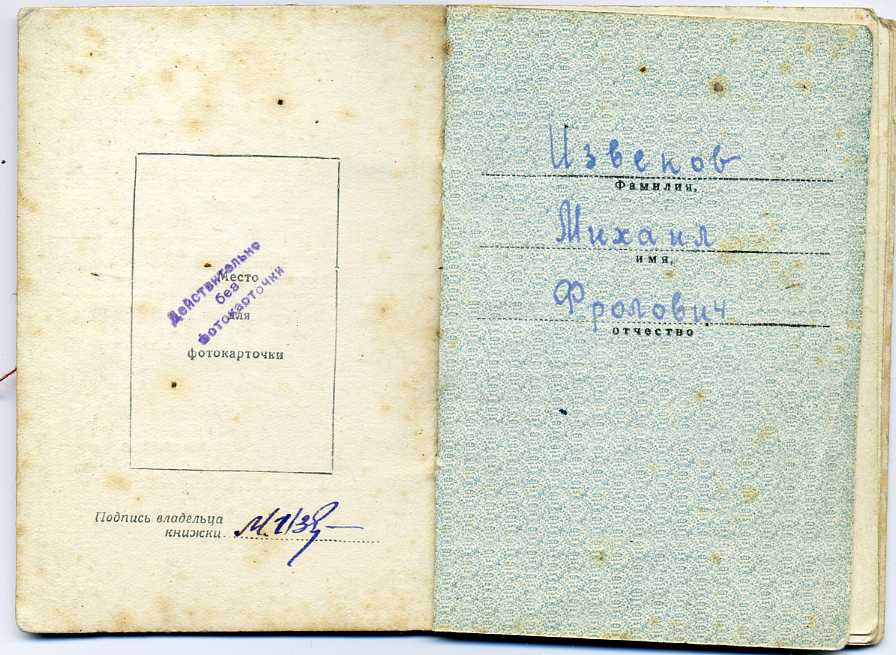 Место
для
фотокарточки
Действительно
без
фотокарточки
Подпись владельца
книжки
Извеков
Фамилия,
Михаил
имя,
Фролович
отчество